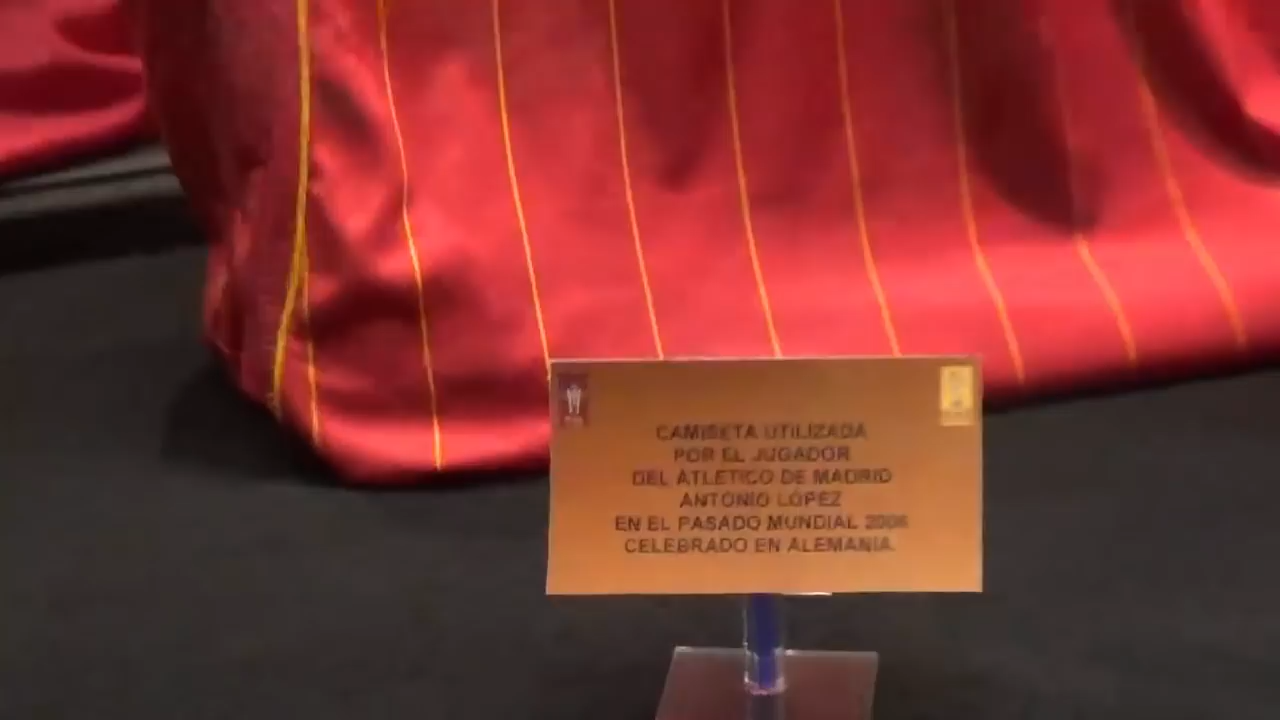 CAMISETA UTILIZADA
POR EL JUGADOR
DEL ATLETICO DE MADRID
ANTONIO LÓPEZ
EN EL PASADO MUNDIAL 2006
CELEBRADO EN ALEMANIA.